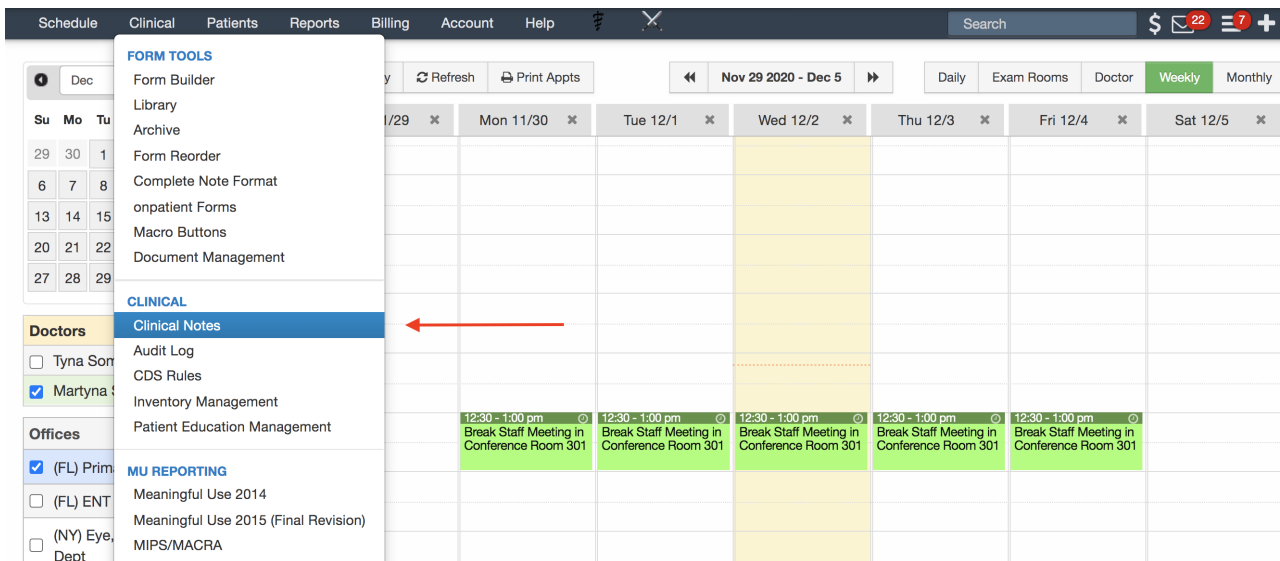 Schedule Clinical Patients Reports Billing Account Help Search $ 22 7
FORM TOOLS
Form Builder
Library
Archive
Form Reorder
Complete Note Format
onpatient Forms
Macro Buttons
Document Management
CLINICAL
Clinical Notes
Audit Log
CDS Rules
Inventory Management
Patient Education Management
MU REPORTING
Meaningful Use 2014
Meaningful Use 2015 (Final Revision)
MIPS/MACRA
Dec
Su Mo Tu
29 30 1
6 7 8
13 14 15
20 21 22
27 28 29
Doctors
Tyna Som
Martyna S
Offices
(FL) Prima
(FL) ENT
(NY) Eye,
Dept
y Refresh Print Appts Nov 29 2020 - Dec 5 Daily Exam Rooms Doctor Weekly Monthly
/29 Mon 11/30 Tue 12/1 Wed 12/2 Thu 12/3 Fri 12/4 Sat 12/5
12:30 - 1:00 pm
Break Staff Meeting in
Conference Room 301
12:30 - 1:00 pm
Break Staff Meeting in
Conference Room 301
12:30 - 1:00 pm
Break Staff Meeting in
Conference Room 301
12:30 - 1:00 pm
Break Staff Meeting in
Conference Room 301
12:30 - 1:00 pm
Break Staff Meeting in
Conference Room 301